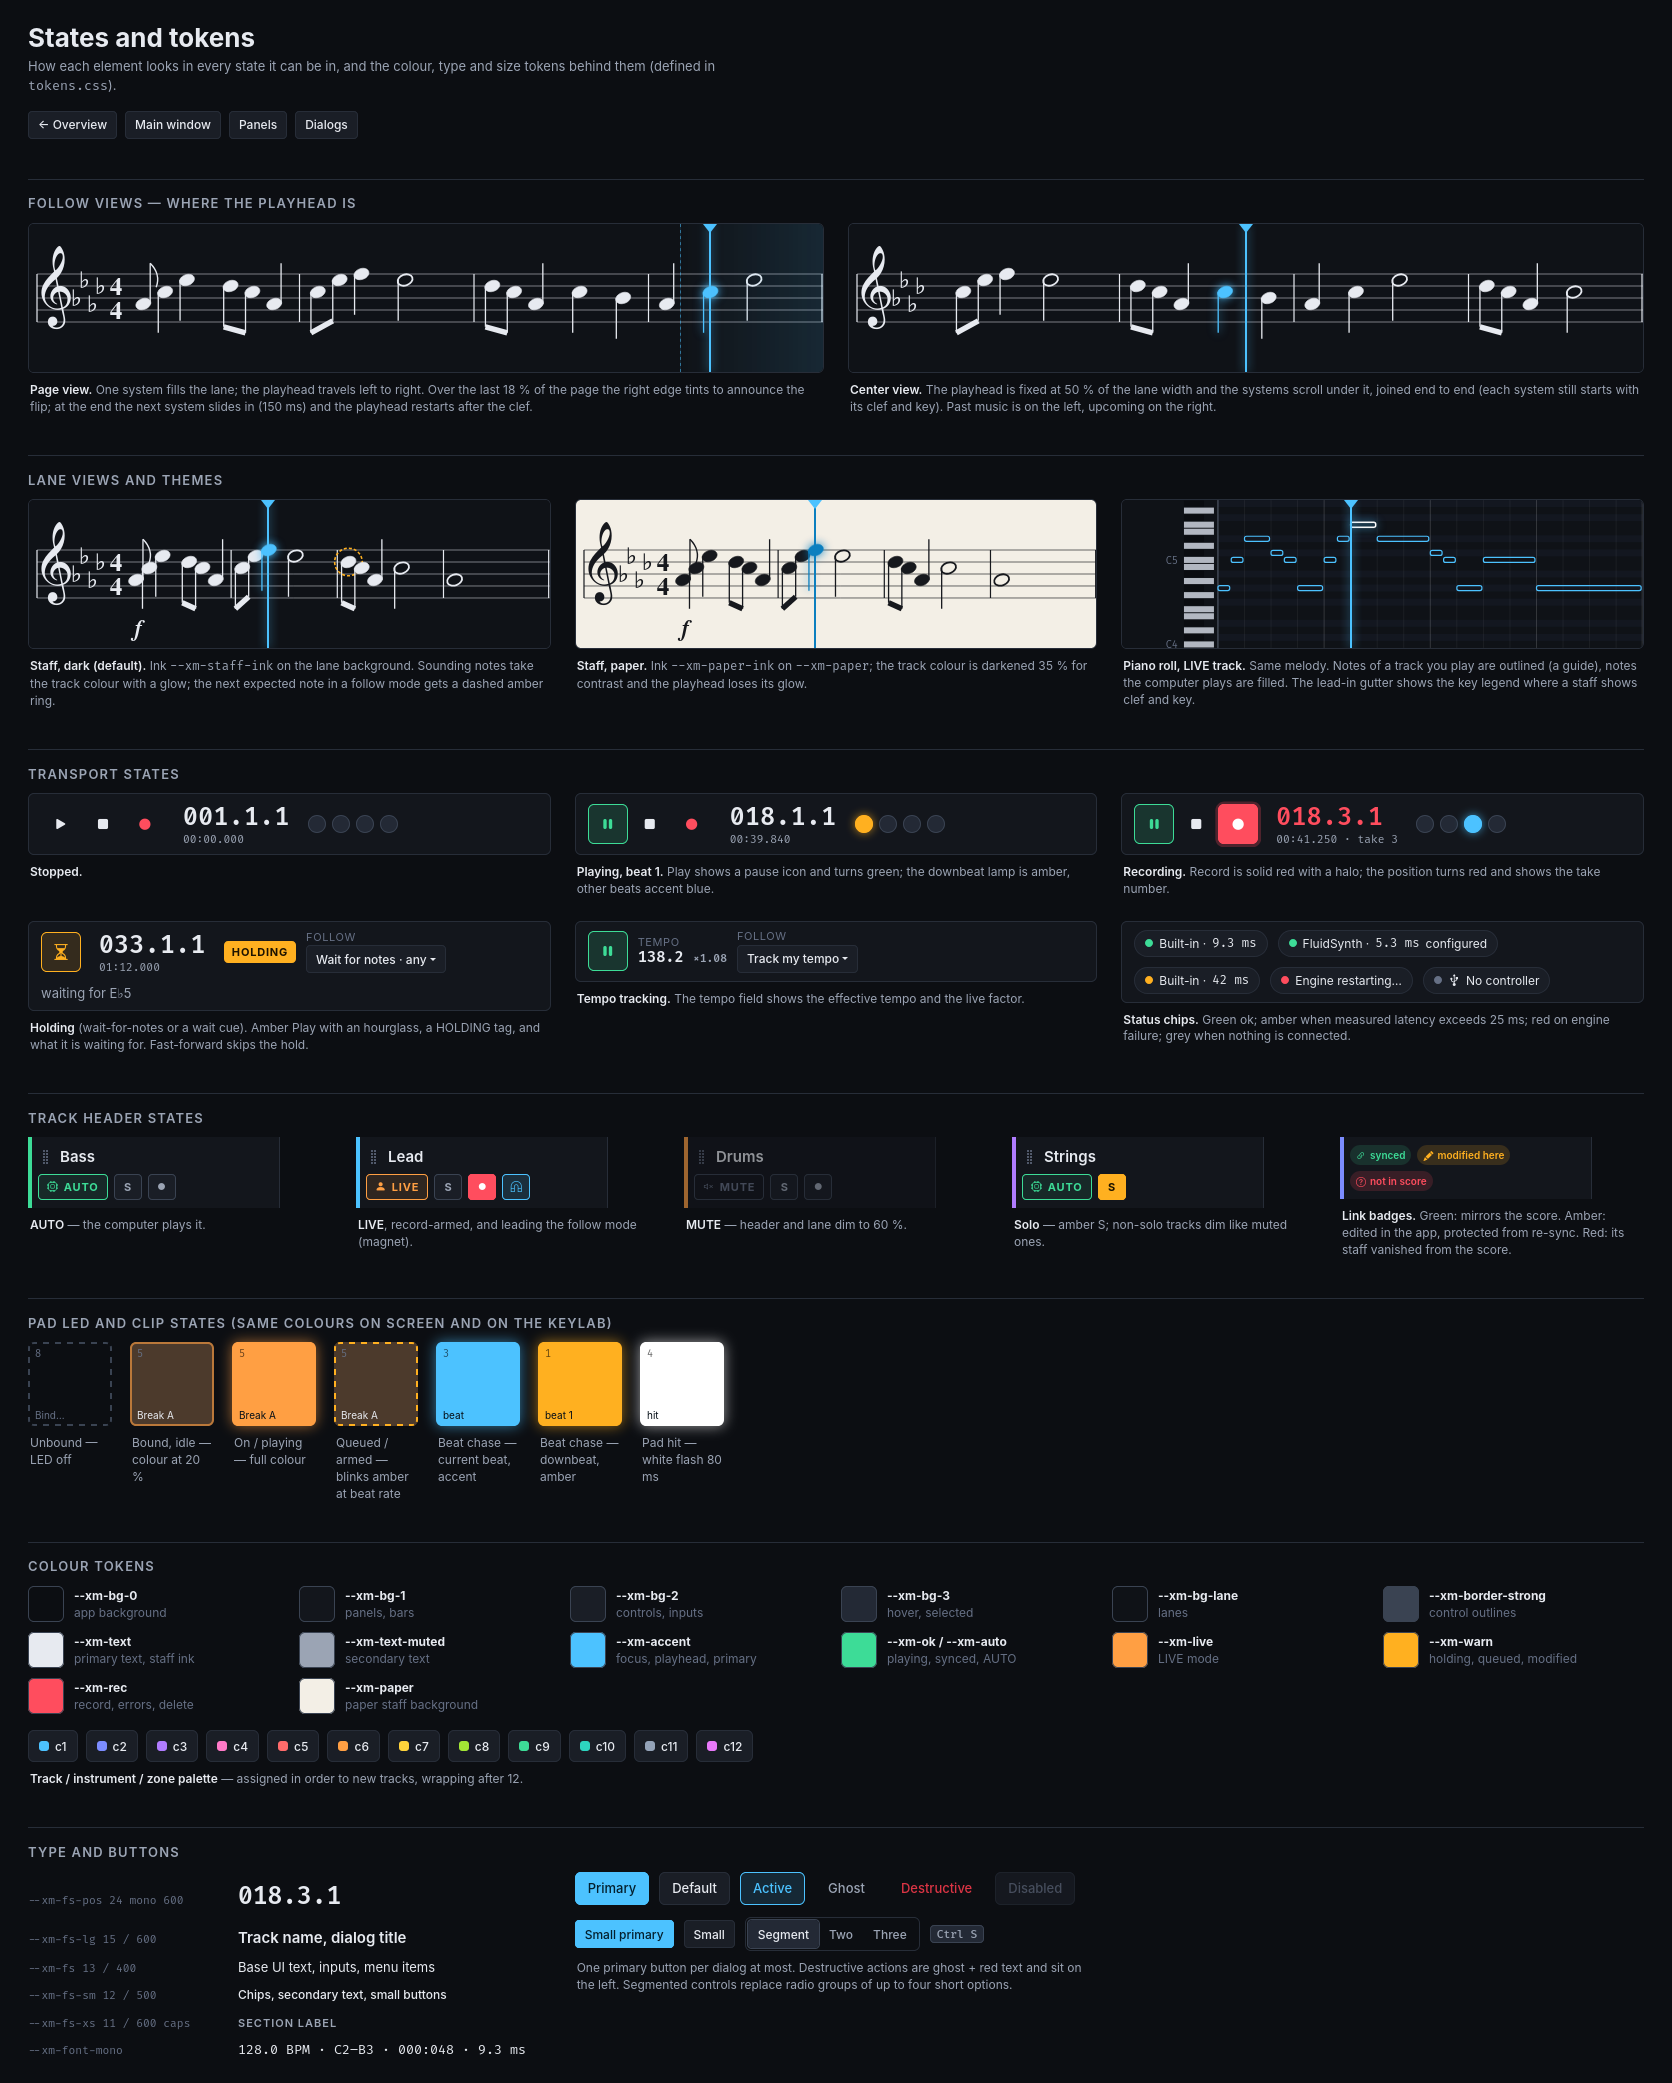 States and tokens
How each element looks in every state it can be in, and the colour, type and size tokens behind them (defined in
tokens.css).
← Overview
Main window
Panels
Dialogs
FOLLOW VIEWS — WHERE THE PLAYHEAD IS
4
4
Page view. One system fills the lane; the playhead travels left to right. Over the last 18 % of the page the right edge tints to announce the
flip; at the end the next system slides in (150 ms) and the playhead restarts after the clef.
Center view. The playhead is fixed at 50 % of the lane width and the systems scroll under it, joined end to end (each system still starts with
its clef and key). Past music is on the left, upcoming on the right.
LANE VIEWS AND THEMES
4
4
f
4
4
f
C5
C4
Staff, dark (default). Ink --xm-staff-ink on the lane background. Sounding notes take
the track colour with a glow; the next expected note in a follow mode gets a dashed amber
ring.
Staff, paper. Ink --xm-paper-ink on --xm-paper; the track colour is darkened 35 % for
contrast and the playhead loses its glow.
Piano roll, LIVE track. Same melody. Notes of a track you play are outlined (a guide), notes
the computer plays are filled. The lead-in gutter shows the key legend where a staff shows
clef and key.
TRANSPORT STATES
001.1.1
00:00.000
Stopped.
018.1.1
00:39.840
Playing, beat 1. Play shows a pause icon and turns green; the downbeat lamp is amber,
other beats accent blue.
018.3.1
00:41.250 · take 3
Recording. Record is solid red with a halo; the position turns red and shows the take
number.
033.1.1
01:12.000
HOLDING
FOLLOW
Wait for notes · any
waiting for E♭5
Holding (wait-for-notes or a wait cue). Amber Play with an hourglass, a HOLDING tag, and
what it is waiting for. Fast-forward skips the hold.
TEMPO
138.2 ×1.08
FOLLOW
Track my tempo
Tempo tracking. The tempo field shows the effective tempo and the live factor.
Built-in · 9.3 ms
FluidSynth · 5.3 ms configured
Built-in · 42 ms
Engine restarting…
No controller
Status chips. Green ok; amber when measured latency exceeds 25 ms; red on engine
failure; grey when nothing is connected.
TRACK HEADER STATES
Bass
AUTO
S
AUTO — the computer plays it.
Lead
LIVE
S
LIVE, record-armed, and leading the follow mode
(magnet).
Drums
MUTE
S
MUTE — header and lane dim to 60 %.
Strings
AUTO
S
Solo — amber S; non-solo tracks dim like muted
ones.
synced
modified here
not in score
Link badges. Green: mirrors the score. Amber:
edited in the app, protected from re-sync. Red: its
staff vanished from the score.
PAD LED AND CLIP STATES (SAME COLOURS ON SCREEN AND ON THE KEYLAB)
8
Bind…
Unbound —
LED off
5
Break A
Bound, idle —
colour at 20
%
5
Break A
On / playing
— full colour
5
Break A
Queued /
armed —
blinks amber
at beat rate
3
beat
Beat chase —
current beat,
accent
1
beat 1
Beat chase —
downbeat,
amber
4
hit
Pad hit —
white flash 80
ms
COLOUR TOKENS
--xm-bg-0
app background
--xm-bg-1
panels, bars
--xm-bg-2
controls, inputs
--xm-bg-3
hover, selected
--xm-bg-lane
lanes
--xm-border-strong
control outlines
--xm-text
primary text, staff ink
--xm-text-muted
secondary text
--xm-accent
focus, playhead, primary
--xm-ok / --xm-auto
playing, synced, AUTO
--xm-live
LIVE mode
--xm-warn
holding, queued, modified
--xm-rec
record, errors, delete
--xm-paper
paper staff background
c1
c2
c3
c4
c5
c6
c7
c8
c9
c10
c11
c12
Track / instrument / zone palette — assigned in order to new tracks, wrapping after 12.
TYPE AND BUTTONS
--xm-fs-pos 24 mono 600
018.3.1
--xm-fs-lg 15 / 600
Track name, dialog title
--xm-fs 13 / 400
Base UI text, inputs, menu items
--xm-fs-sm 12 / 500
Chips, secondary text, small buttons
--xm-fs-xs 11 / 600 caps
SECTION LABEL
--xm-font-mono
128.0 BPM · C2–B3 · 000:048 · 9.3 ms
Primary
Default
Active
Ghost
Destructive
Disabled
Small primary
Small
Segment
Two
Three
Ctrl S
One primary button per dialog at most. Destructive actions are ghost + red text and sit on
the left. Segmented controls replace radio groups of up to four short options.